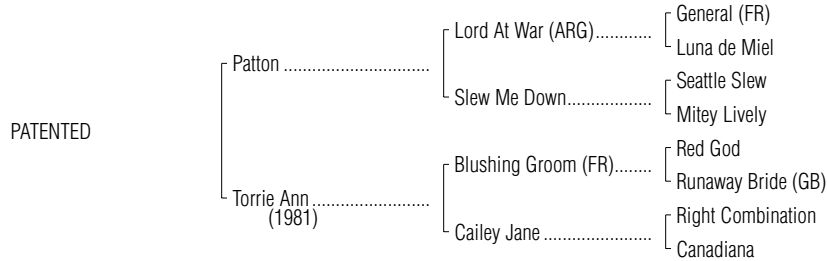 General (FR)
Lord At War (ARG)............
Luna de Miel
Patton ...............................
Seattle Slew
Slew Me Down..................
Mitey Lively
PATENTED
Red God
Blushing Groom (FR)........
Runaway Bride (GB)
Torrie Ann.........................
(1981)
Right Combination
Cailey Jane .......................
Canadiana